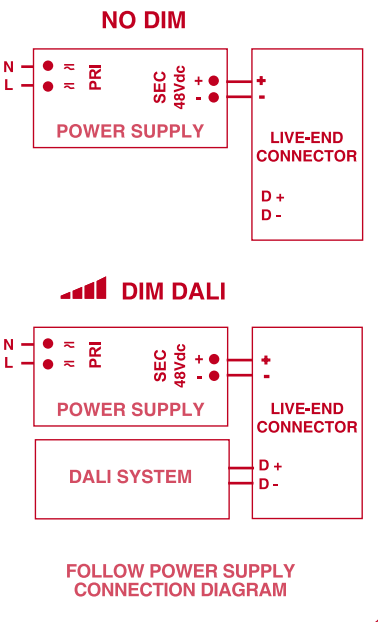 NO DIM
N
L
≈ PRI
≈
SEC
48Vdc
+
-
+
-
POWER SUPPLY
LIVE-END
CONNECTOR
D +
D -
DIM DALI
N
L
≈ PRI
≈
SEC
48Vdc
+
-
+
-
POWER SUPPLY
LIVE-END
CONNECTOR
DALI SYSTEM
D +
D -
FOLLOW POWER SUPPLY
CONNECTION DIAGRAM